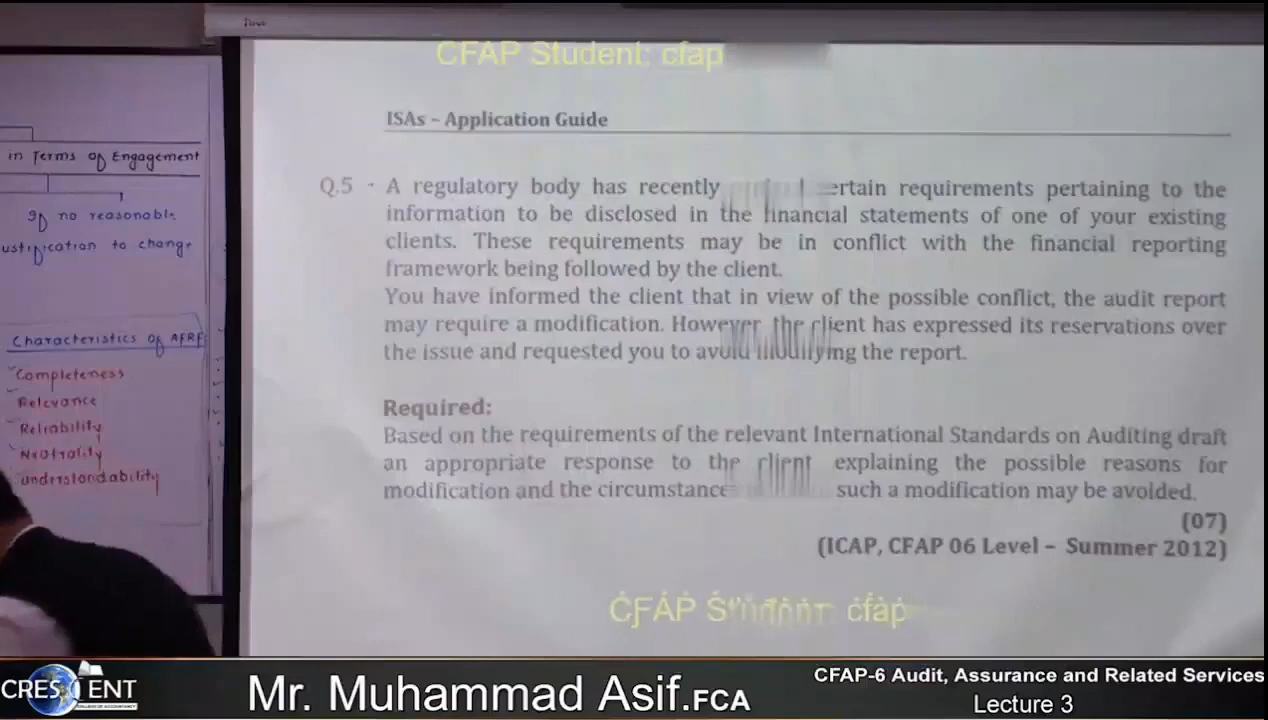 CFAP Student: cfap
in Terms of Engagement
If no reasonable
ustification to change
Characteristics of AFRF
Completeness
Relevance
Reliability
Neutrality
understandability
ISAs – Application Guide
Q.5 A regulatory body has recently ertain requirements pertaining to the
information to be disclosed in the financial statements of one of your existing
clients. These requirements may be in conflict with the financial reporting
framework being followed by the client.
You have informed the client that in view of the possible conflict, the audit report
may require a modification. However, the client has expressed its reservations over
the issue and requested you to avoid modifying the report.
Required:
Based on the requirements of the relevant International Standards on Auditing draft
an appropriate response to the client explaining the possible reasons for
modification and the circumstance such a modification may be avoided.
(07)
(ICAP, CFAP 06 Level – Summer 2012)
CFAP Student: cfap
CRESCENT
Mr. Muhammad Asif.FCA
CFAP-6 Audit, Assurance and Related Services
Lecture 3